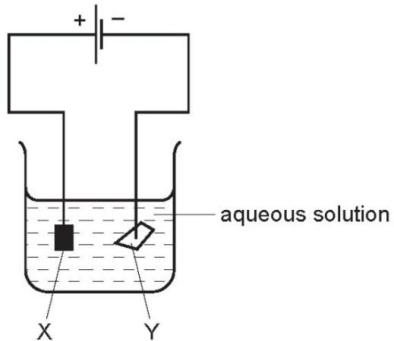 + −
aqueous solution
X Y